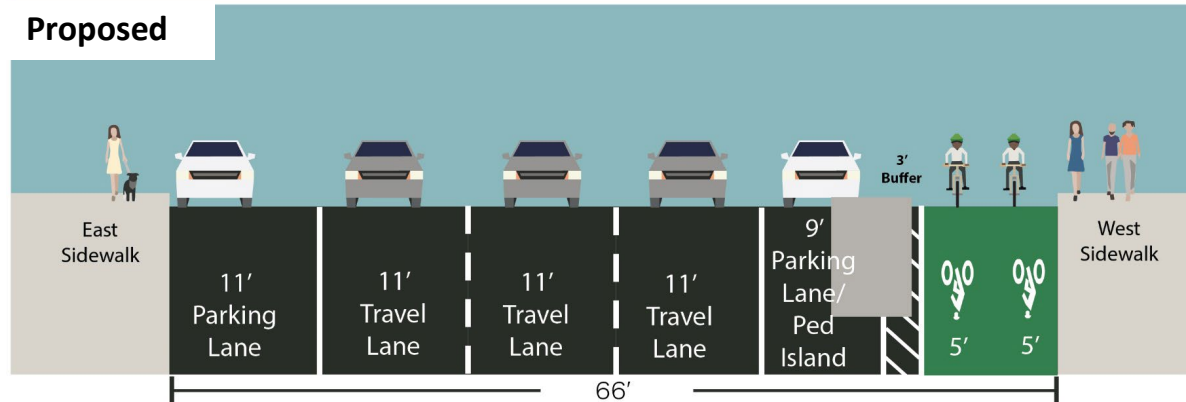 Proposed
3'
Buffer
East
Sidewalk
11'
Parking
Lane
11'
Travel
Lane
11'
Travel
Lane
11'
Travel
Lane
9'
Parking
Lane/
Ped
Island
5'
5'
West
Sidewalk
66'